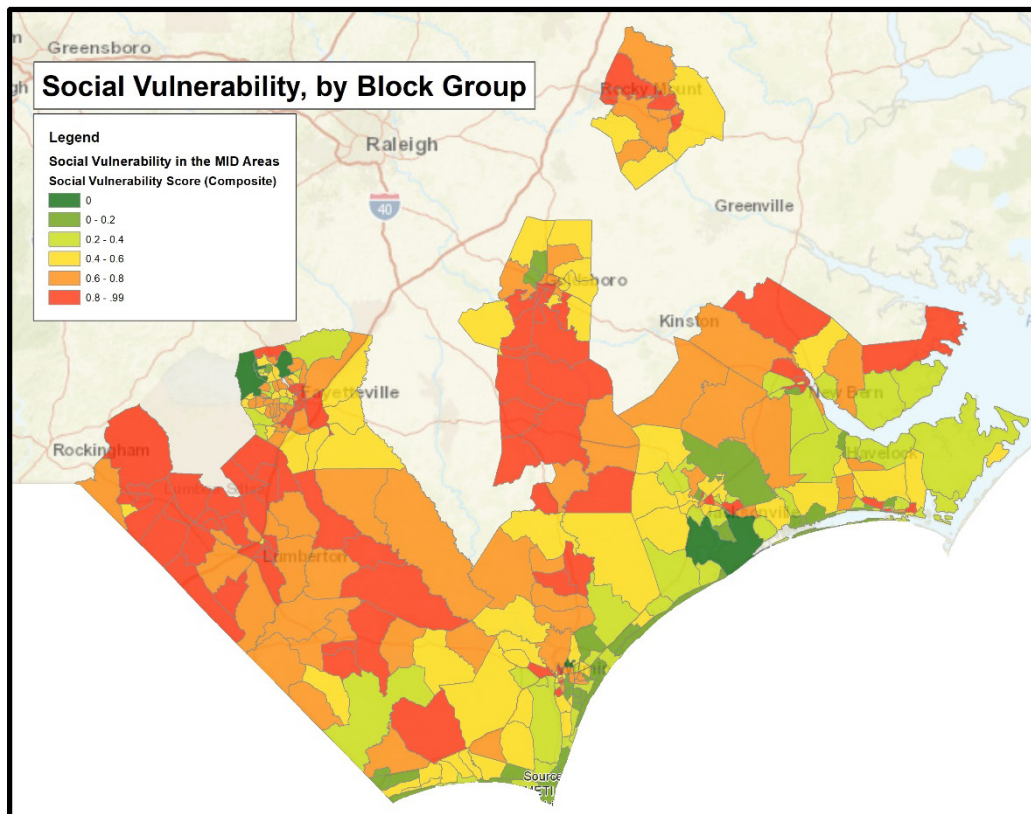 Greensboro
Social Vulnerability, by Block Group
Rocky Mount
Legend
Social Vulnerability in the MID Areas
Social Vulnerability Score (Composite)
0
0 - 0.2
0.2 - 0.4
0.4 - 0.6
0.6 - 0.8
0.8 - .99
Raleigh
40
Greenville
Goldsboro
Kinston
Fayetteville
New Bern
Rockingham
Havelock
Lumberton
Source